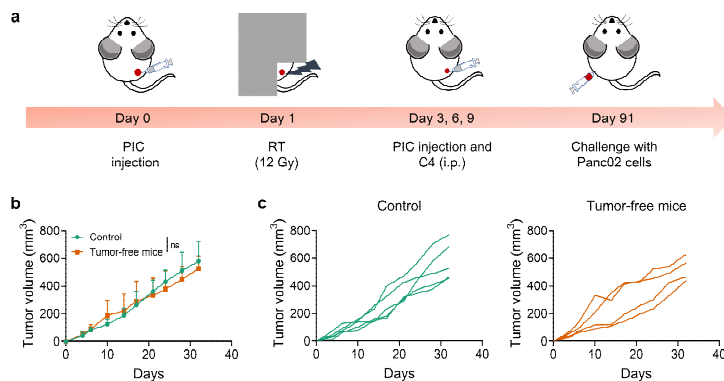 a
Day 0
Day 1
Day 3, 6, 9
Day 91
PIC
injection
RT
(12 Gy)
PIC injection and
C4 (i.p.)
Challenge with
Panc02 cells
b
Tumor volume (mm³)
800
600
400
200
0
0
10
20
30
40
Days
Control
Tumor-free mice
ns
c
Control
Tumor volume (mm³)
800
600
400
200
0
0
10
20
30
40
Days
Tumor-free mice
Tumor volume (mm³)
800
600
400
200
0
0
10
20
30
40
Days